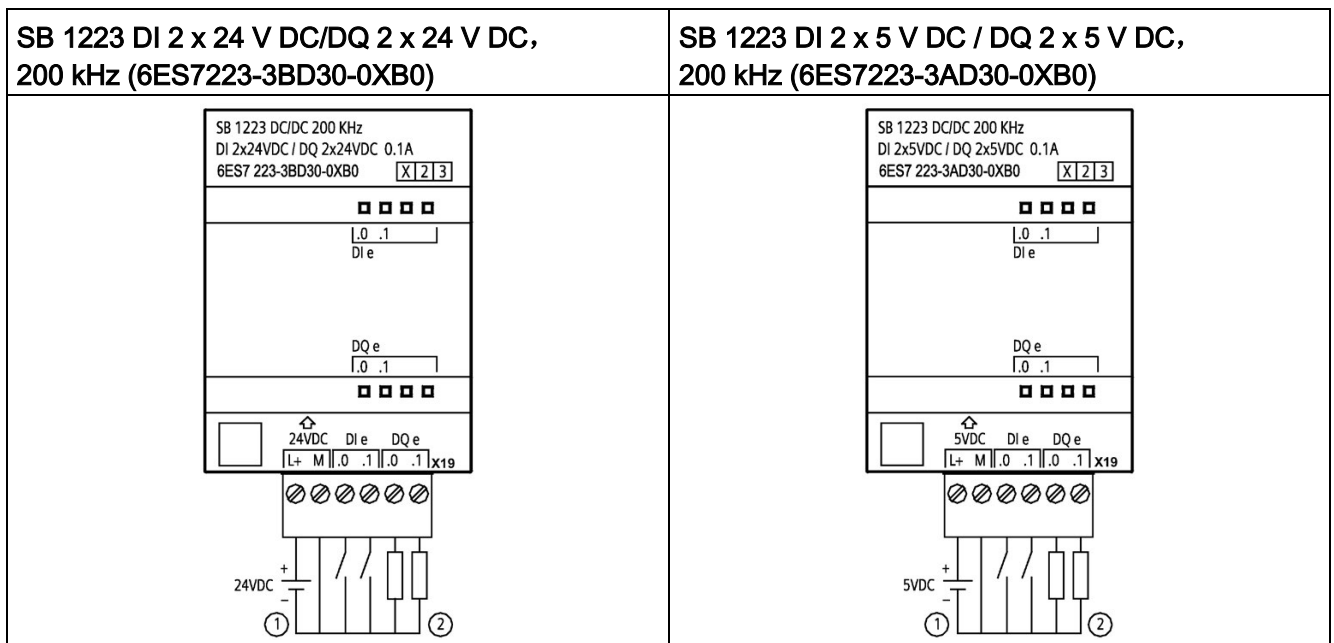 SB 1223 DI 2 x 24 V DC/DQ 2 x 24 V DC，
200 kHz (6ES7223-3BD30-0XB0)
SB 1223 DC/DC 200 KHz
DI 2x24VDC / DQ 2x24VDC 0.1A
6ES7 223-3BD30-0XB0 X 2 3
.0 .1
DI e
DQ e
.0 .1
24VDC DI e DQ e
L+ M .0 .1 .0 .1 X19
+
24VDC
–
① ②
SB 1223 DI 2 x 5 V DC / DQ 2 x 5 V DC，
200 kHz (6ES7223-3AD30-0XB0)
SB 1223 DC/DC 200 KHz
DI 2x5VDC / DQ 2x5VDC 0.1A
6ES7 223-3AD30-0XB0 X 2 3
.0 .1
DI e
DQ e
.0 .1
5VDC DI e DQ e
L+ M .0 .1 .0 .1 X19
+
5VDC
–
① ②